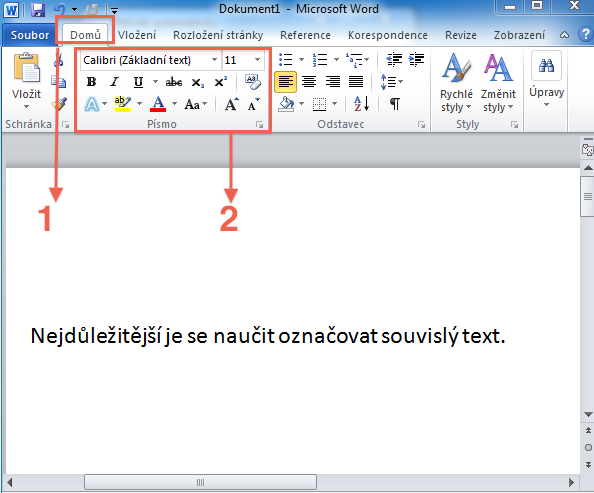 Dokument1 - Microsoft Word
Soubor Domů Vložení Rozložení stránky Reference Korespondence Revize Zobrazení
Calibri (Základní text) 11
B I U abc x₂ x²
Vložit
A ab A Aa A A
Rychlé styly Změnit styly Úpravy
Schránka Písmo Odstavec Styly
1 2
Nejdůležitější je se naučit označovat souvislý text.